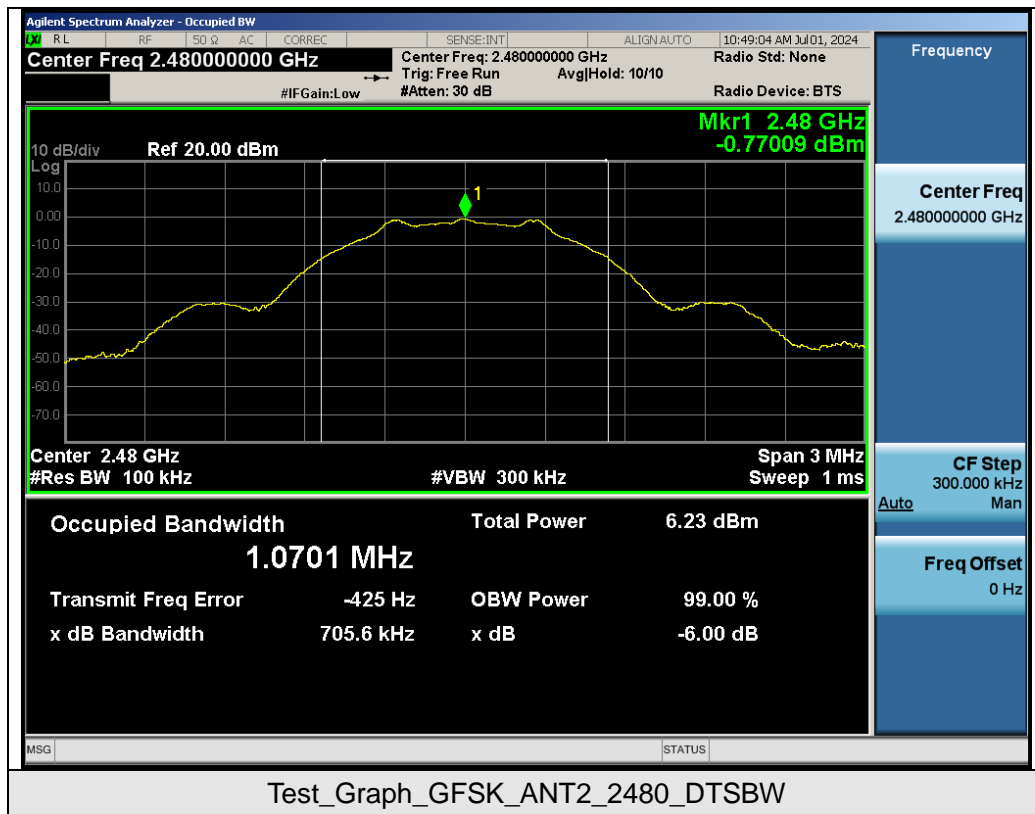 Agilent Spectrum Analyzer - Occupied BW
LXI RL RF 50 Ω AC CORREC SENSE:INT ALIGN AUTO 10:49:04 AM Jul 01, 2024
Center Freq 2.480000000 GHz
Center Freq: 2.480000000 GHz
Radio Std: None
Trig: Free Run Avg|Hold: 10/10
#IFGain:Low
#Atten: 30 dB
Radio Device: BTS
Frequency
Mkr1 2.48 GHz
-0.77009 dBm
10 dB/div Ref 20.00 dBm
Log
10.0
1
0.00
-10.0
-20.0
-30.0
-40.0
-50.0
-60.0
-70.0
Center 2.48 GHz Span 3 MHz
#Res BW 100 kHz #VBW 300 kHz Sweep 1 ms
Center Freq
2.480000000 GHz
CF Step
300.000 kHz
Auto Man
Freq Offset
0 Hz
Occupied Bandwidth Total Power 6.23 dBm
1.0701 MHz
Transmit Freq Error -425 Hz OBW Power 99.00 %
x dB Bandwidth 705.6 kHz x dB -6.00 dB
MSG STATUS
Test_Graph_GFSK_ANT2_2480_DTSBW